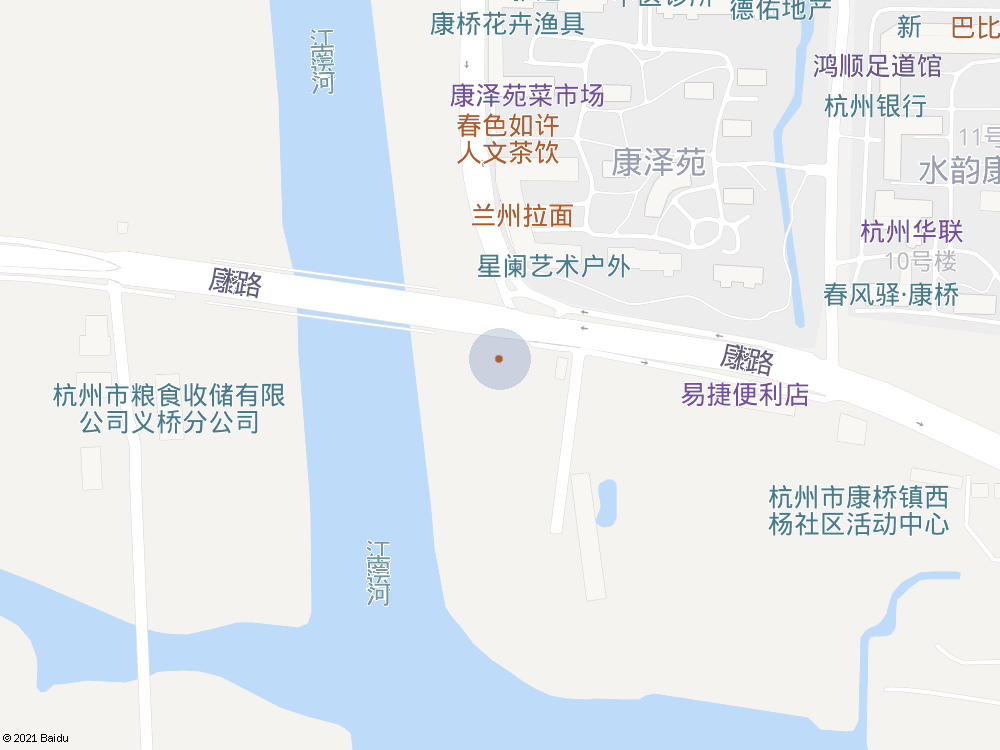 康桥花卉渔具
德佑地产
新
巴比
鸿顺足道馆
康泽苑菜市场
杭州银行
春色如许
人文茶饮
11号
康泽苑
水韵康
兰州拉面
杭州华联
10号楼
星阑艺术户外
春风驿·康桥
江南运河
康桥路
康桥路
易捷便利店
杭州市粮食收储有限
公司义桥分公司
杭州市康桥镇西
杨社区活动中心
江南运河
© 2021 Baidu